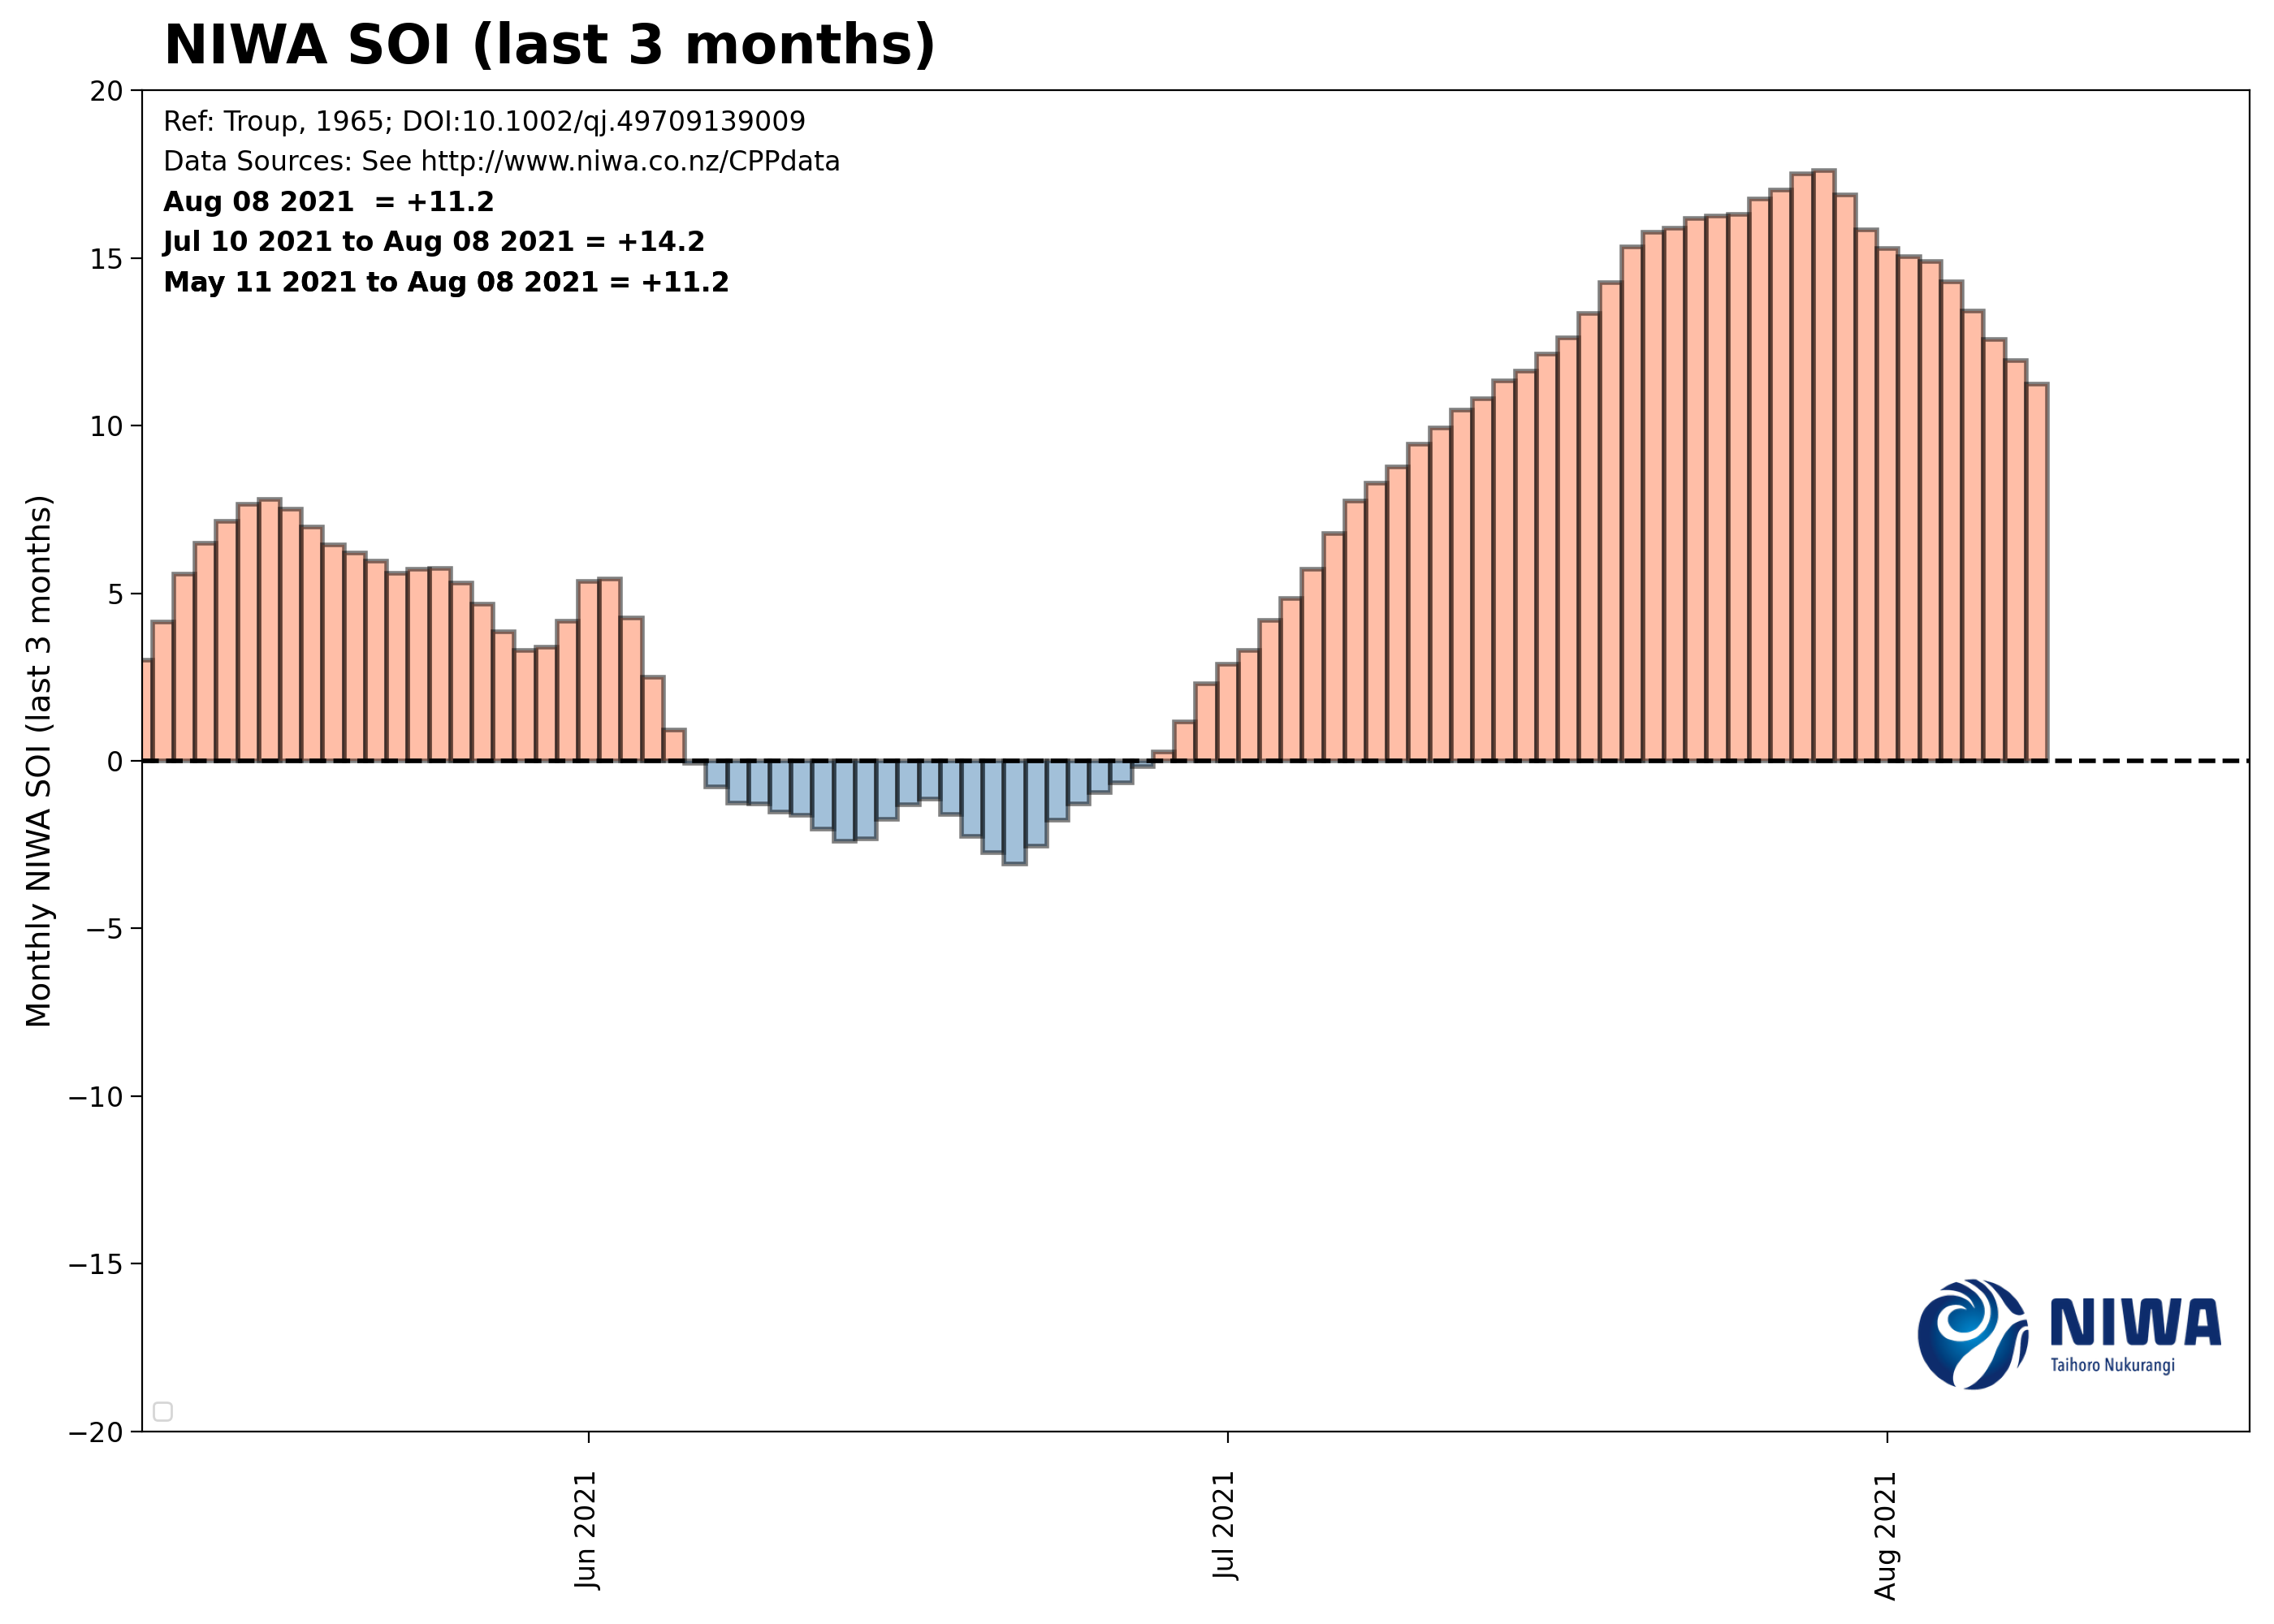 NIWA SOI (last 3 months)
Ref: Troup, 1965; DOI:10.1002/qj.49709139009
Data Sources: See http://www.niwa.co.nz/CPPdata
Aug 08 2021  = +11.2
Jul 10 2021 to Aug 08 2021 = +14.2
May 11 2021 to Aug 08 2021 = +11.2
Monthly NIWA SOI (last 3 months)
20
15
10
5
0
−5
−10
−15
−20
Jun 2021
Jul 2021
Aug 2021
NIWA
Taihoro Nukurangi